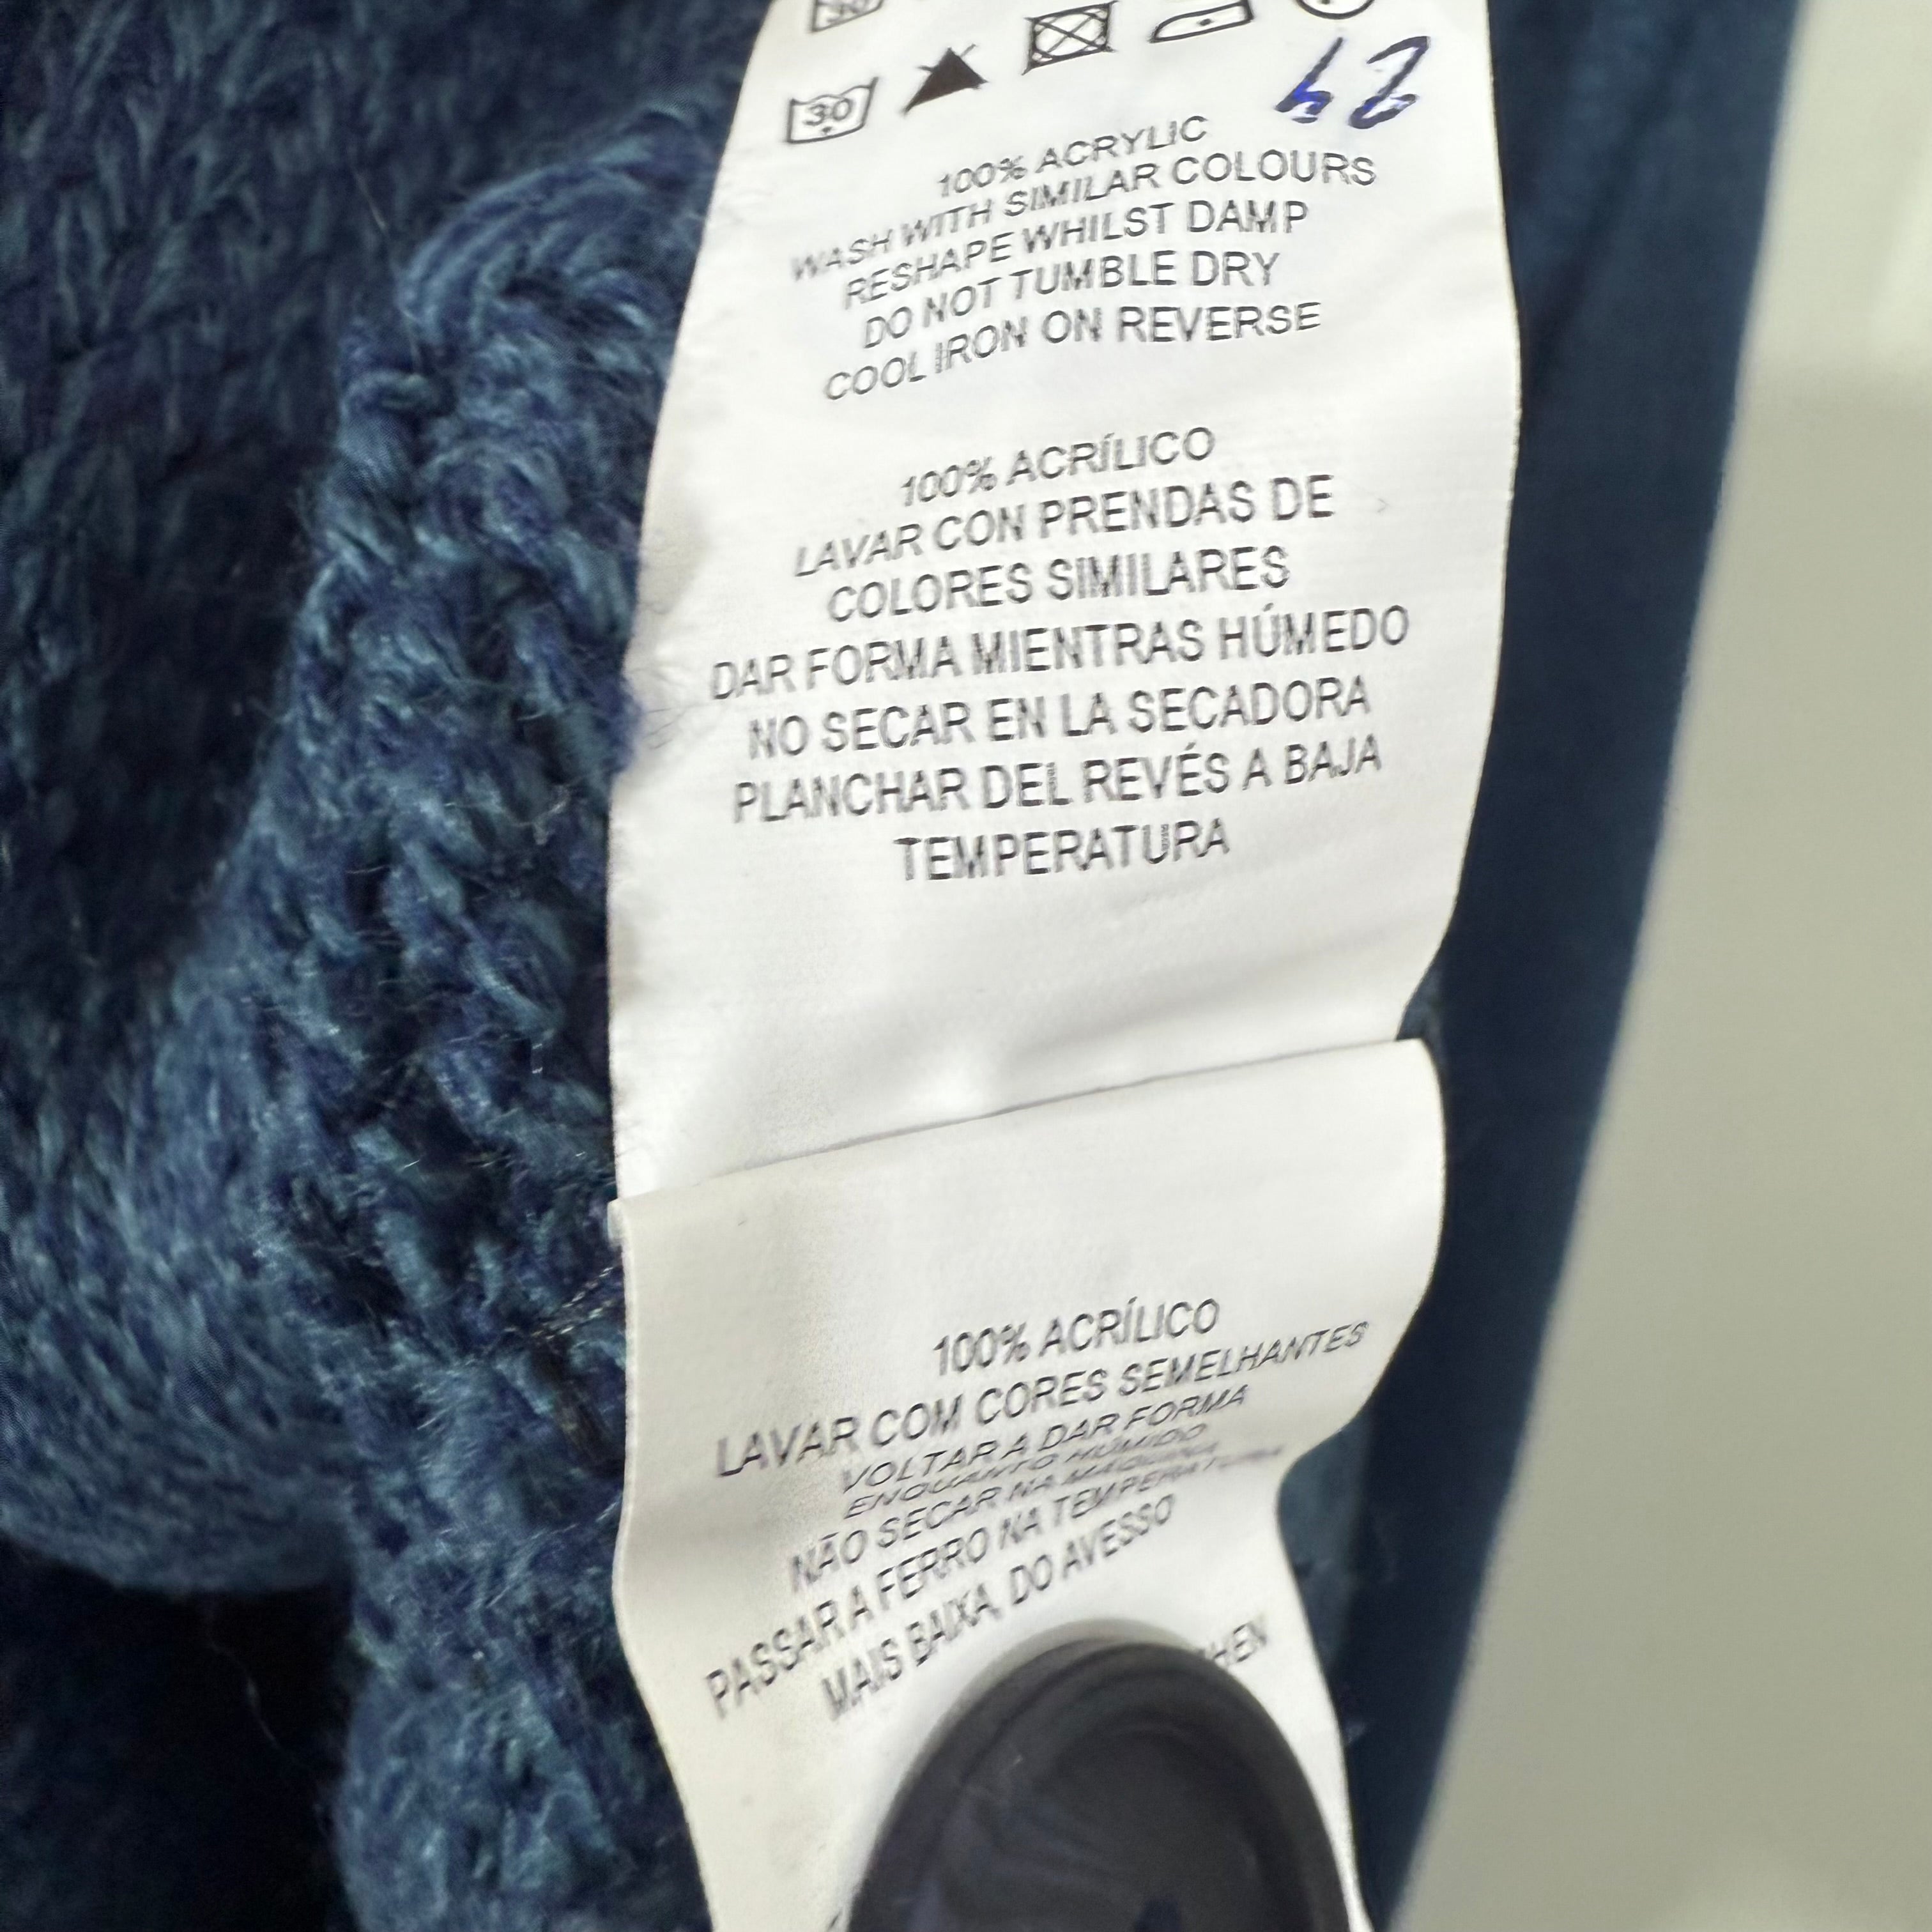 30
42
30
100% ACRYLIC
WASH WITH SIMILAR COLOURS
RESHAPE WHILST DAMP
DO NOT TUMBLE DRY
COOL IRON ON REVERSE
100% ACRÍLICO
LAVAR CON PRENDAS DE
COLORES SIMILARES
DAR FORMA MIENTRAS HÚMEDO
NO SECAR EN LA SECADORA
PLANCHAR DEL REVÉS A BAJA
TEMPERATURA
100% ACRÍLICO
LAVAR COM CORES SEMELHANTES
VOLTAR A DAR FORMA
ENQUANTO HÚMIDO
NÃO SECAR NA MÁQUINA
PASSAR A FERRO NA TEMPERATURA
MAIS BAIXA, DO AVESSO